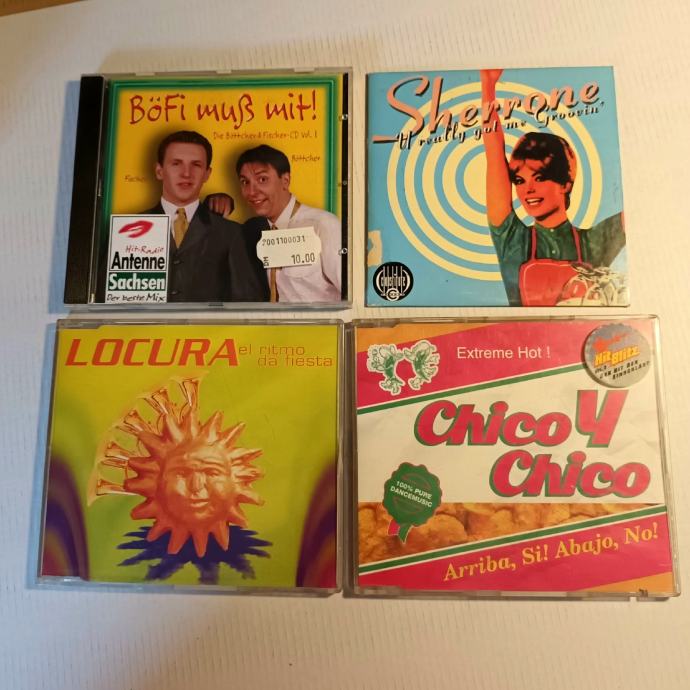 BöFi muß mit!
Die Böttcher & Fischer-CD Vol. 1
Fischer
Böttcher
Hit-Radio
Antenne
Sachsen
Der beste Mix
2001100031
DM 10.00
Sherrone
It really got me Groovin'
LOCURA
el ritmo
da fiesta
Extreme Hot !
HitBlitz
Chico Y
Chico
100% PURE
DANCEMUSIC
Arriba, Si! Abajo, No!